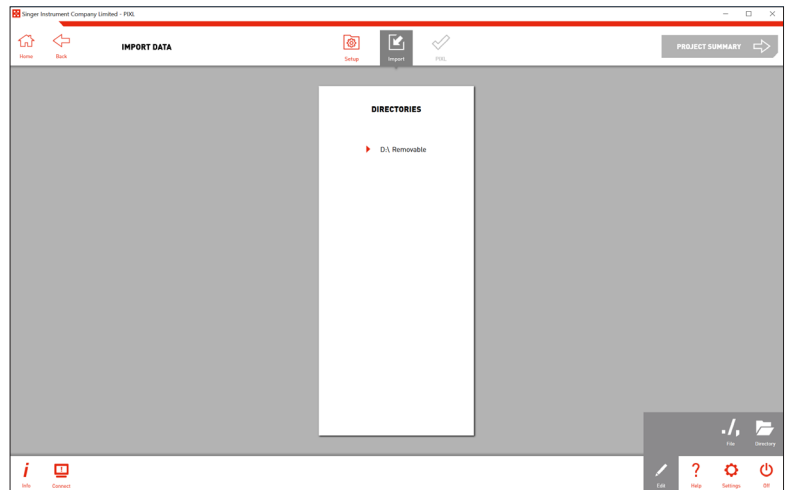 Singer Instrument Company Limited - PIXL
Home
Back
IMPORT DATA
Setup
Import
PIXL
PROJECT SUMMARY
DIRECTORIES
D:\ Removable
File
Directory
Info
Connect
Edit
Help
Settings
Off